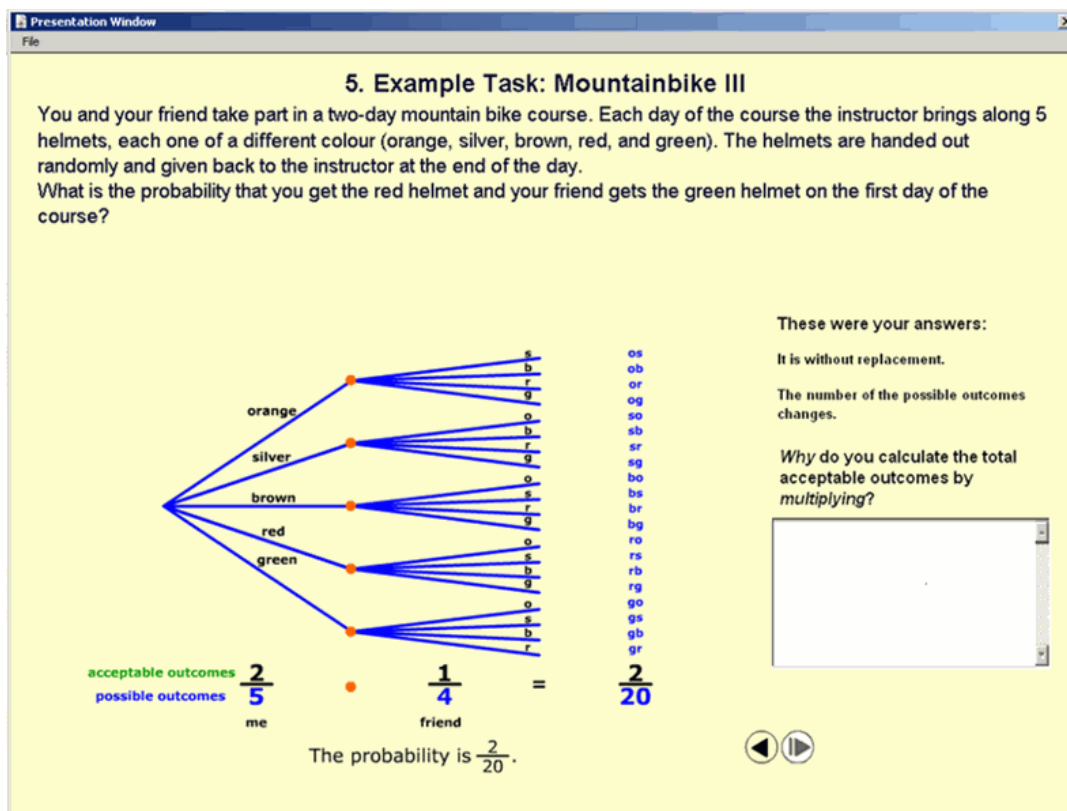 Presentation Window
File
5. Example Task: Mountainbike III
You and your friend take part in a two-day mountain bike course. Each day of the course the instructor brings along 5
helmets, each one of a different colour (orange, silver, brown, red, and green). The helmets are handed out
randomly and given back to the instructor at the end of the day.
What is the probability that you get the red helmet and your friend gets the green helmet on the first day of the
course?
orange
silver
brown
red
green
s
b
r
g
o
b
r
g
o
s
r
g
o
s
b
g
o
s
b
r
os
ob
or
og
so
sb
sr
sg
bo
bs
br
bg
ro
rs
rb
rg
go
gs
gb
gr
These were your answers:
It is without replacement.
The number of the possible outcomes
changes.
Why do you calculate the total
acceptable outcomes by
multiplying?
acceptable outcomes 2 1 2
possible outcomes 5 4 = 20
me friend
The probability is 2/20.